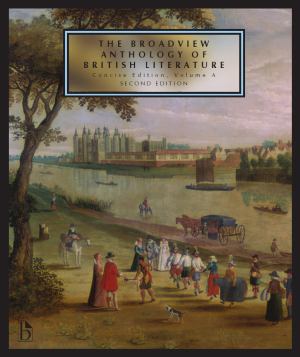 THE BROADVIEW
ANTHOLOGY OF
BRITISH LITERATURE
Concise Edition, Volume A
SECOND EDITION
b